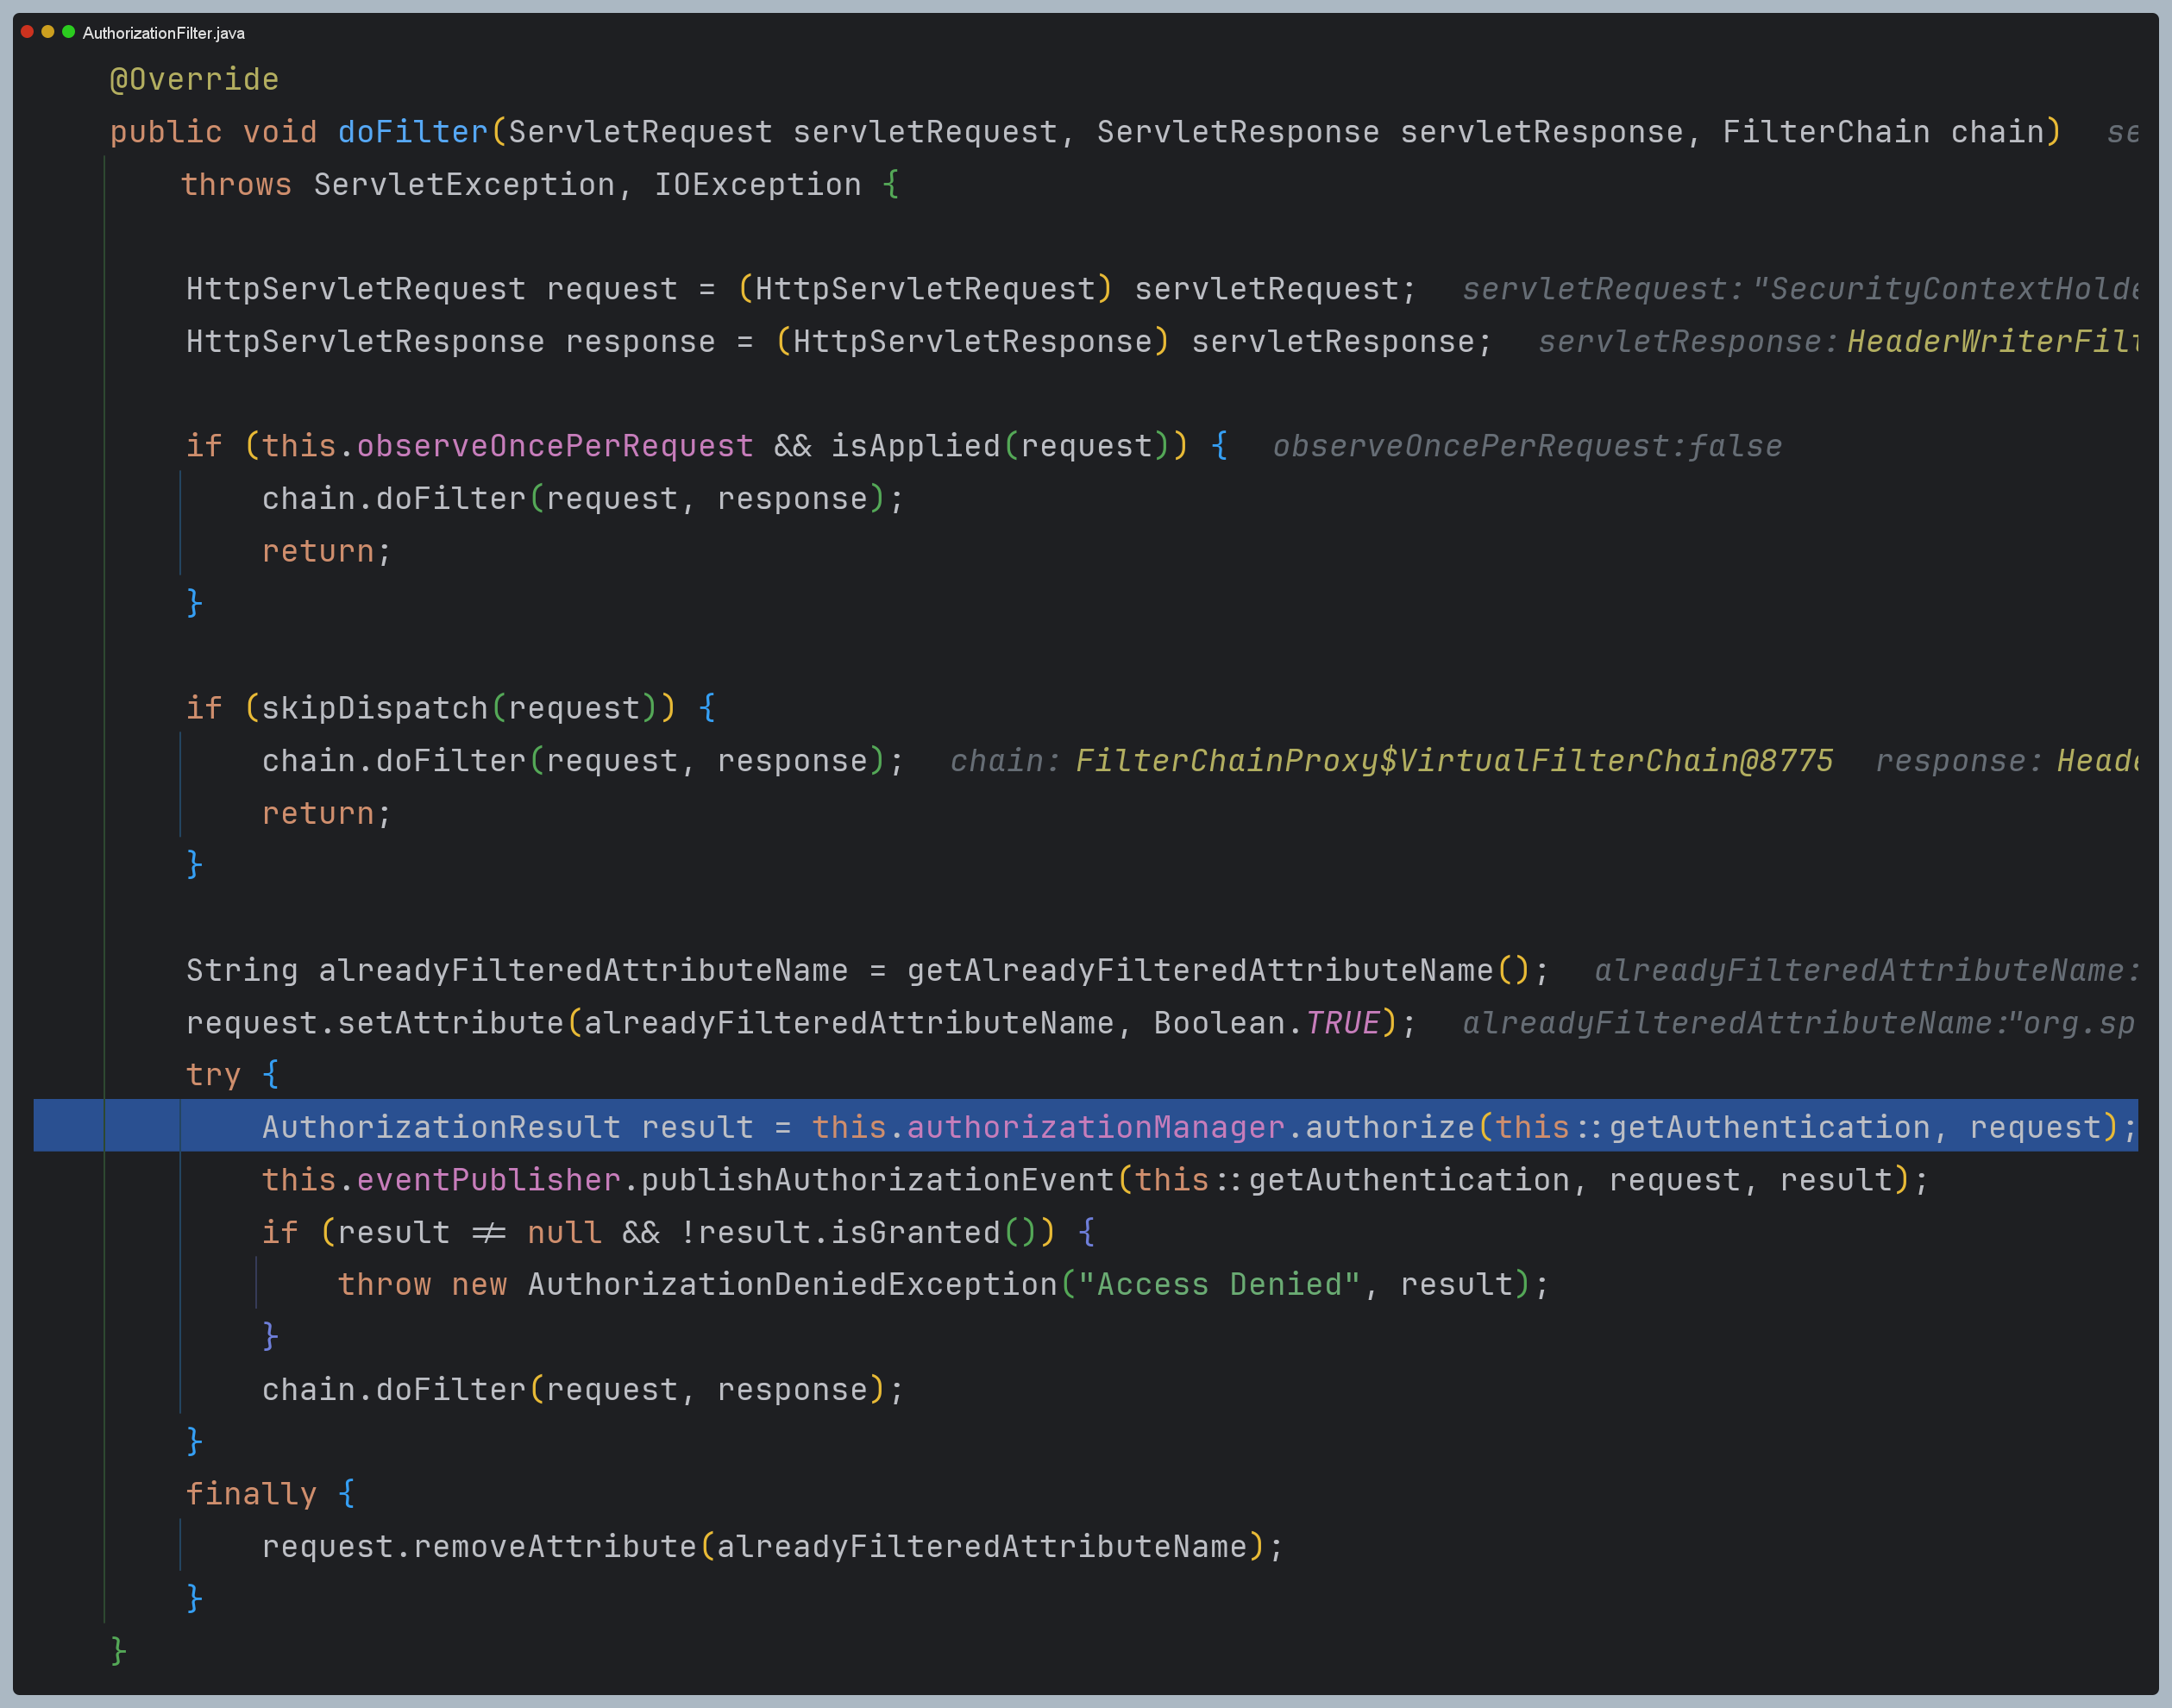 AuthorizationFilter.java
@Override
public void doFilter(ServletRequest servletRequest, ServletResponse servletResponse, FilterChain chain) se
throws ServletException, IOException {
HttpServletRequest request = (HttpServletRequest) servletRequest; servletRequest: "SecurityContextHolde
HttpServletResponse response = (HttpServletResponse) servletResponse; servletResponse: HeaderWriterFilt
if (this.observeOncePerRequest && isApplied(request)) { observeOncePerRequest:false
chain.doFilter(request, response);
return;
}
if (skipDispatch(request)) {
chain.doFilter(request, response); chain: FilterChainProxy$VirtualFilterChain@8775 response: Heade
return;
}
String alreadyFilteredAttributeName = getAlreadyFilteredAttributeName(); alreadyFilteredAttributeName:
request.setAttribute(alreadyFilteredAttributeName, Boolean.TRUE); alreadyFilteredAttributeName:"org.sp
try {
AuthorizationResult result = this.authorizationManager.authorize(this::getAuthentication, request);
this.eventPublisher.publishAuthorizationEvent(this::getAuthentication, request, result);
if (result != null && !result.isGranted()) {
throw new AuthorizationDeniedException("Access Denied", result);
}
chain.doFilter(request, response);
}
finally {
request.removeAttribute(alreadyFilteredAttributeName);
}
}